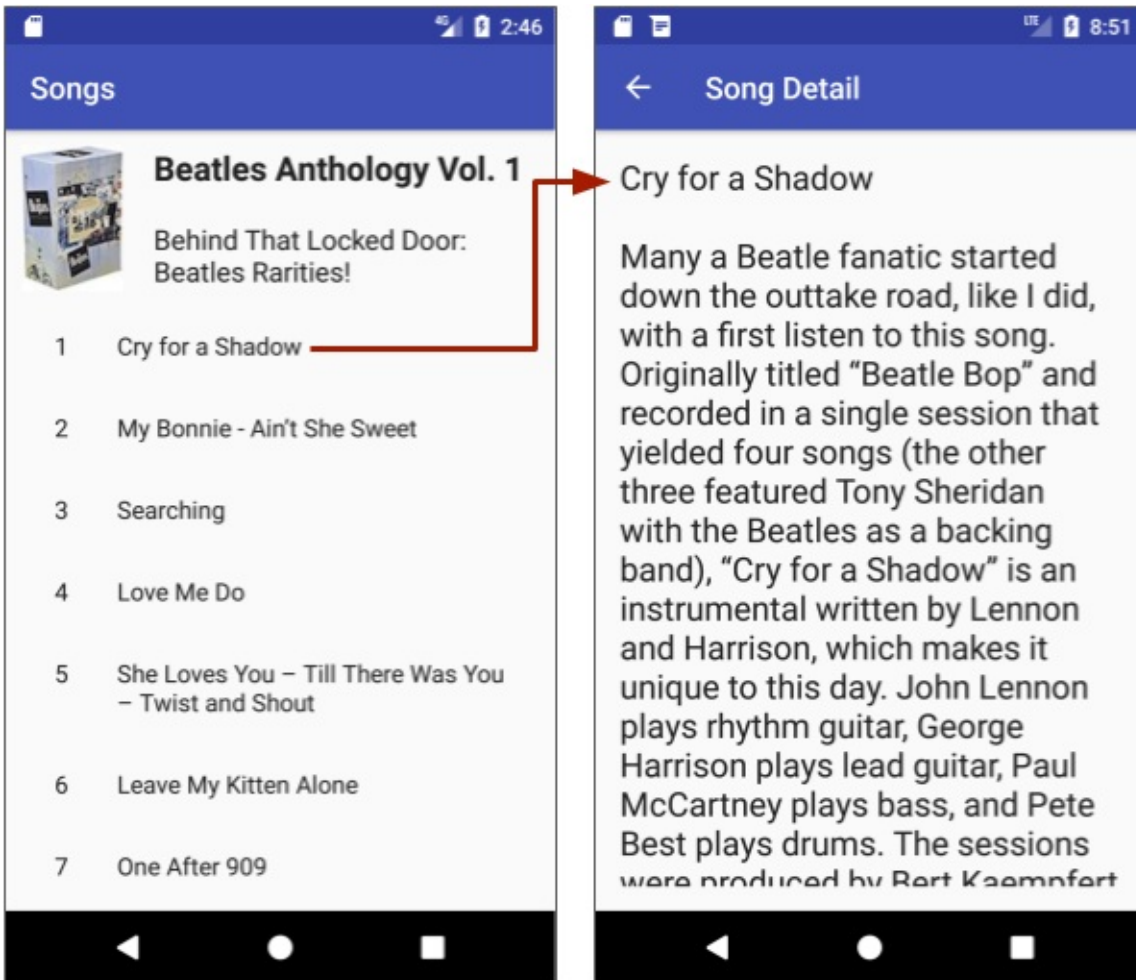 4G 2:46
Songs
Beatles Anthology Vol. 1
Behind That Locked Door:
Beatles Rarities!
1 Cry for a Shadow
2 My Bonnie - Ain’t She Sweet
3 Searching
4 Love Me Do
5 She Loves You – Till There Was You
– Twist and Shout
6 Leave My Kitten Alone
7 One After 909
LTE 8:51
Song Detail
Cry for a Shadow
Many a Beatle fanatic started
down the outtake road, like I did,
with a first listen to this song.
Originally titled “Beatle Bop” and
recorded in a single session that
yielded four songs (the other
three featured Tony Sheridan
with the Beatles as a backing
band), “Cry for a Shadow” is an
instrumental written by Lennon
and Harrison, which makes it
unique to this day. John Lennon
plays rhythm guitar, George
Harrison plays lead guitar, Paul
McCartney plays bass, and Pete
Best plays drums. The sessions
were produced by Bert Kaempfert